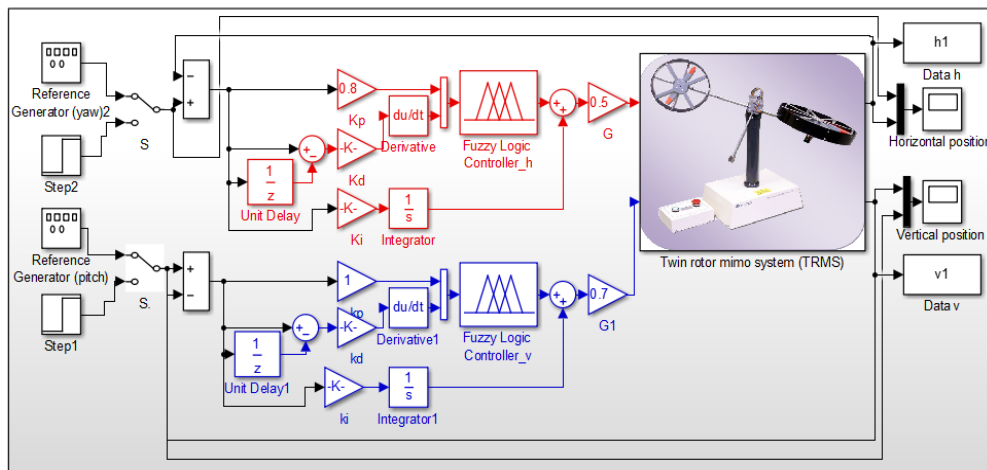 h1
Data h
Reference
Generator (yaw)2
S
0.8
Kp
du/dt
Derivative
Fuzzy Logic
Controller_h
0.5
G
Horizontal position
Step2
-K-
Kd
1
z
Unit Delay
-K-
Ki
1
s
Integrator
Reference
Generator (pitch)
S.
Step1
Twin rotor mimo system (TRMS)
Vertical position
v1
Data v
1
kp
du/dt
Derivative1
Fuzzy Logic
Controller_v
0.7
G1
-K-
kd
1
z
Unit Delay1
-K-
ki
1
s
Integrator1